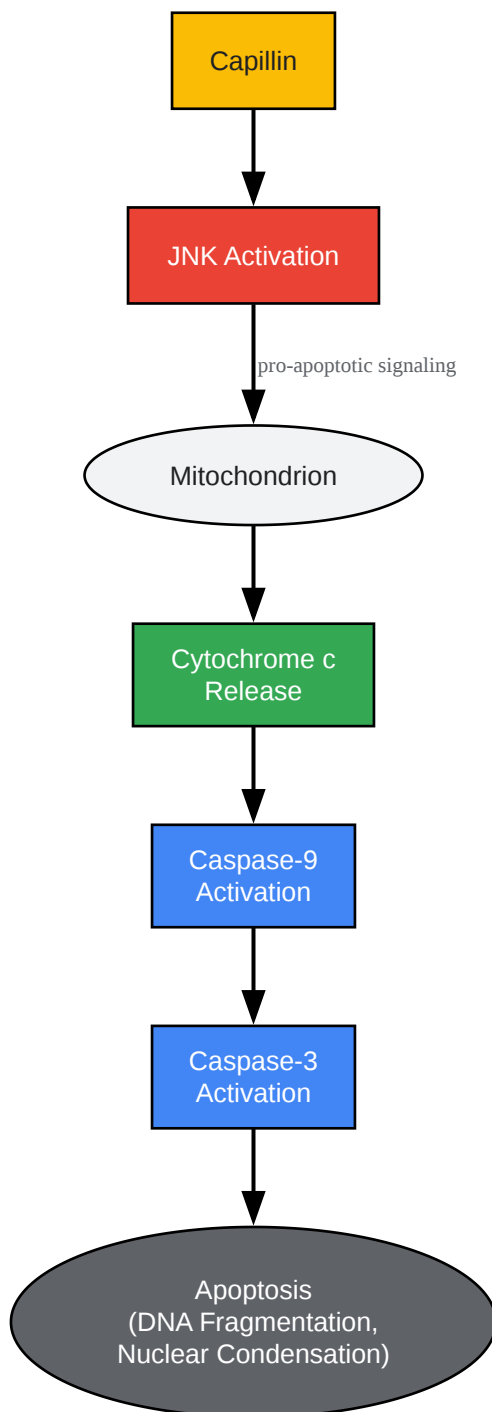 Capillin
JNK Activation
pro-apoptotic signaling
Mitochondrion
Cytochrome c
Release
Caspase-9
Activation
Caspase-3
Activation
Apoptosis
(DNA Fragmentation,
Nuclear Condensation)